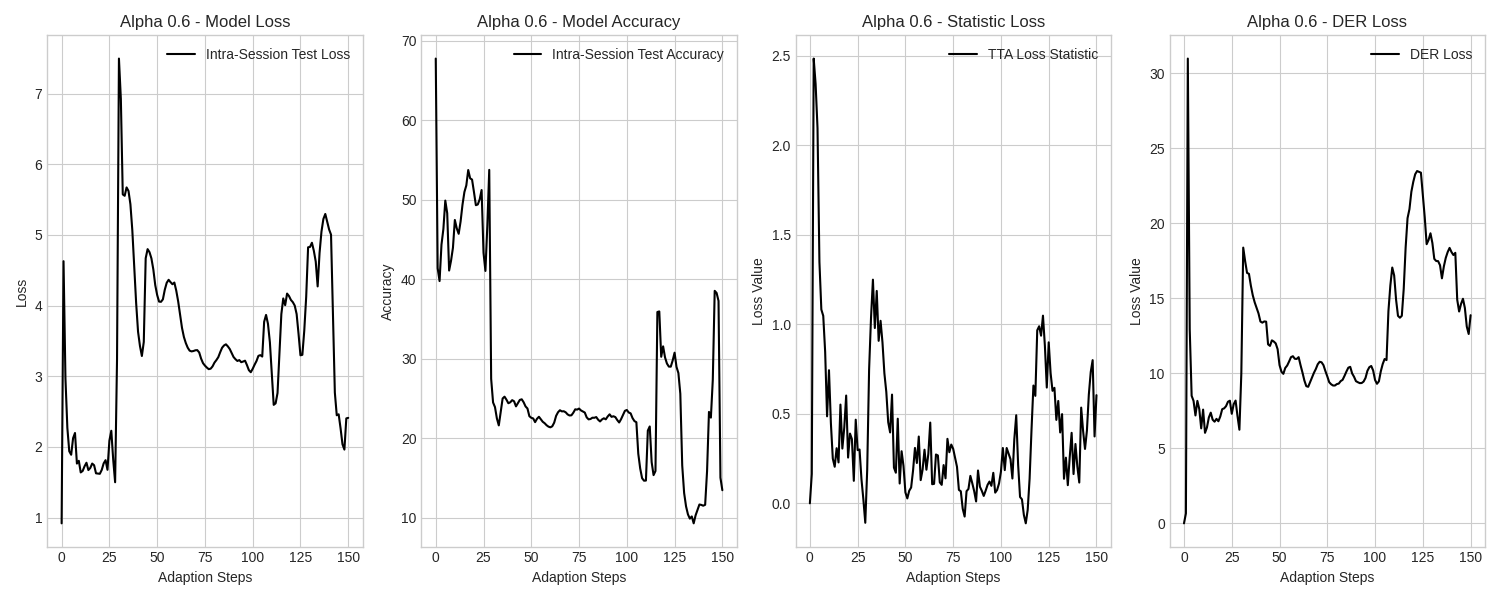 Alpha 0.6 - Model Loss
Intra-Session Test Loss
7
6
5
4
3
2
1
Loss
0 25 50 75 100 125 150
Adaption Steps
Alpha 0.6 - Model Accuracy
Intra-Session Test Accuracy
70
60
50
40
30
20
10
Accuracy
0 25 50 75 100 125 150
Adaption Steps
Alpha 0.6 - Statistic Loss
TTA Loss Statistic
2.5
2.0
1.5
1.0
0.5
0.0
Loss Value
0 25 50 75 100 125 150
Adaption Steps
Alpha 0.6 - DER Loss
DER Loss
30
25
20
15
10
5
0
Loss Value
0 25 50 75 100 125 150
Adaption Steps